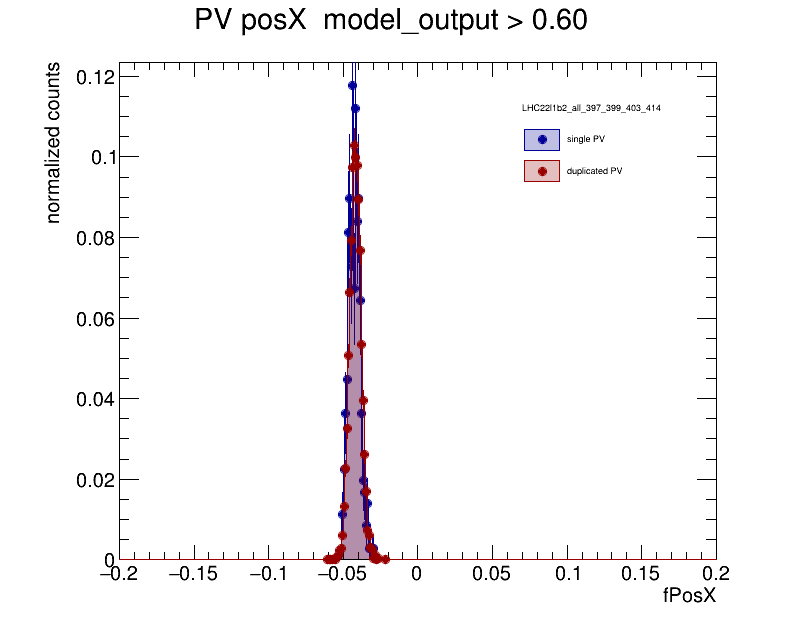 PV posX  model_output > 0.60
normalized counts
0.12
0.1
0.08
0.06
0.04
0.02
0
LHC22l1b2_all_397_399_403_414
single PV
duplicated PV
−0.2 −0.15 −0.1 −0.05 0 0.05 0.1 0.15 0.2
fPosX